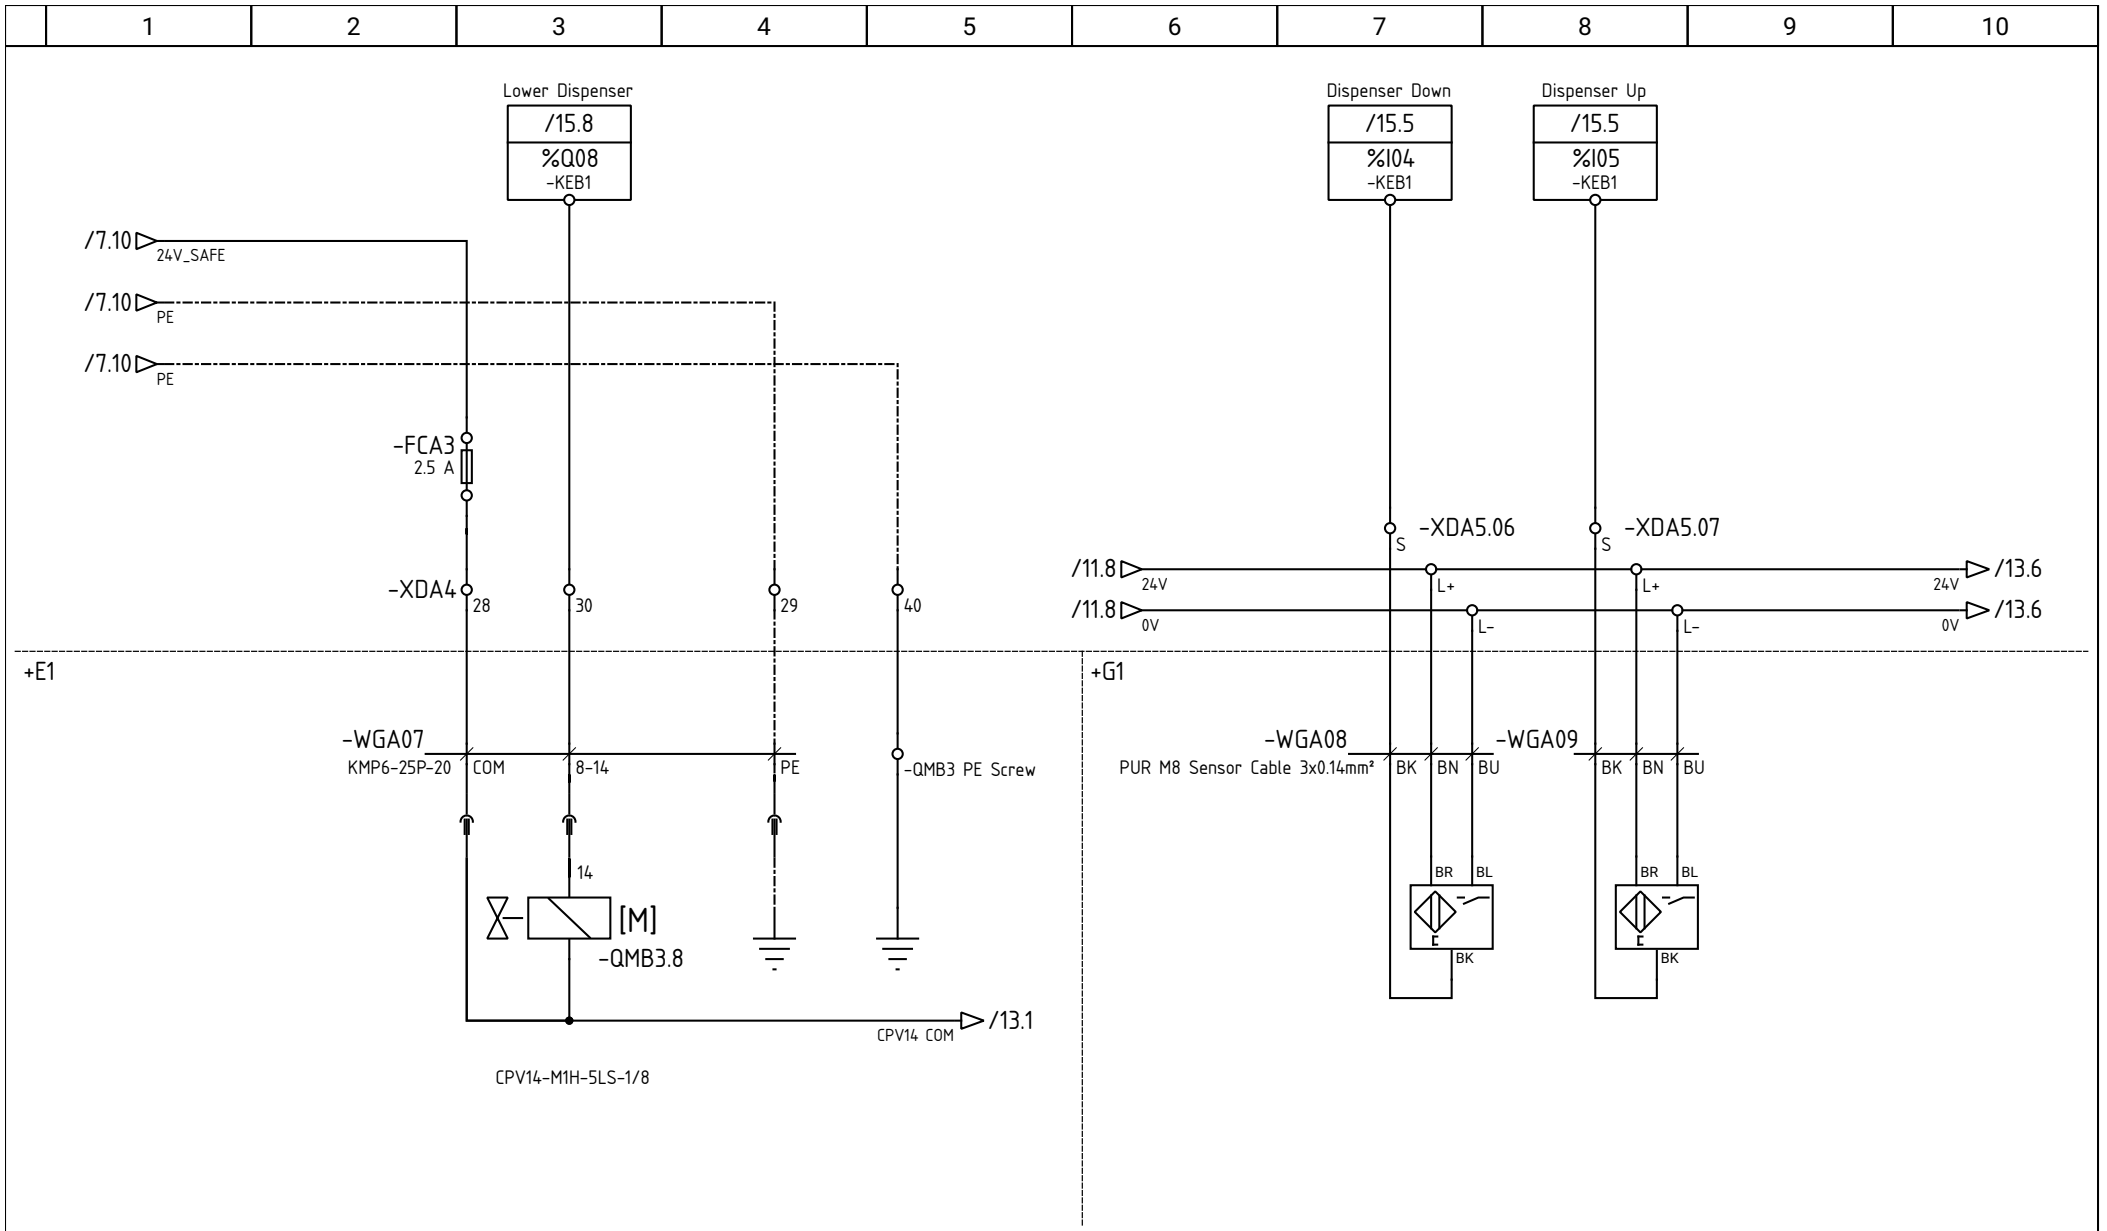 1 2 3 4 5 6 7 8 9 10
Lower Dispenser
/15.8
%Q08
-KEB1
Dispenser Down
/15.5
%I04
-KEB1
Dispenser Up
/15.5
%I05
-KEB1
/7.10
24V_SAFE
/7.10
PE
/7.10
PE
-FCA3
2.5 A
-XDA4
28
30
29
40
-XDA5.06
S
-XDA5.07
S
/11.8
24V
L+
L+
24V
/13.6
/11.8
0V
L-
L-
0V
/13.6
+E1
+G1
-WGA07
KMP6-25P-20
COM
8-14
PE
-QMB3 PE Screw
-WGA08
PUR M8 Sensor Cable 3x0.14mm²
BK
BN
BU
-WGA09
BK
BN
BU
14
[M]
-QMB3.8
BR
BL
BK
BR
BL
BK
CPV14 COM
/13.1
CPV14-M1H-5LS-1/8